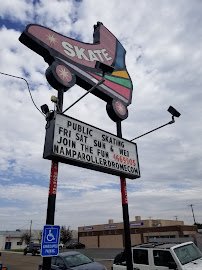 SKATE
PUBLIC SKATING
FRI SAT SUN & WED
JOIN THE FUN
NAMPAROLLERDROME.COM